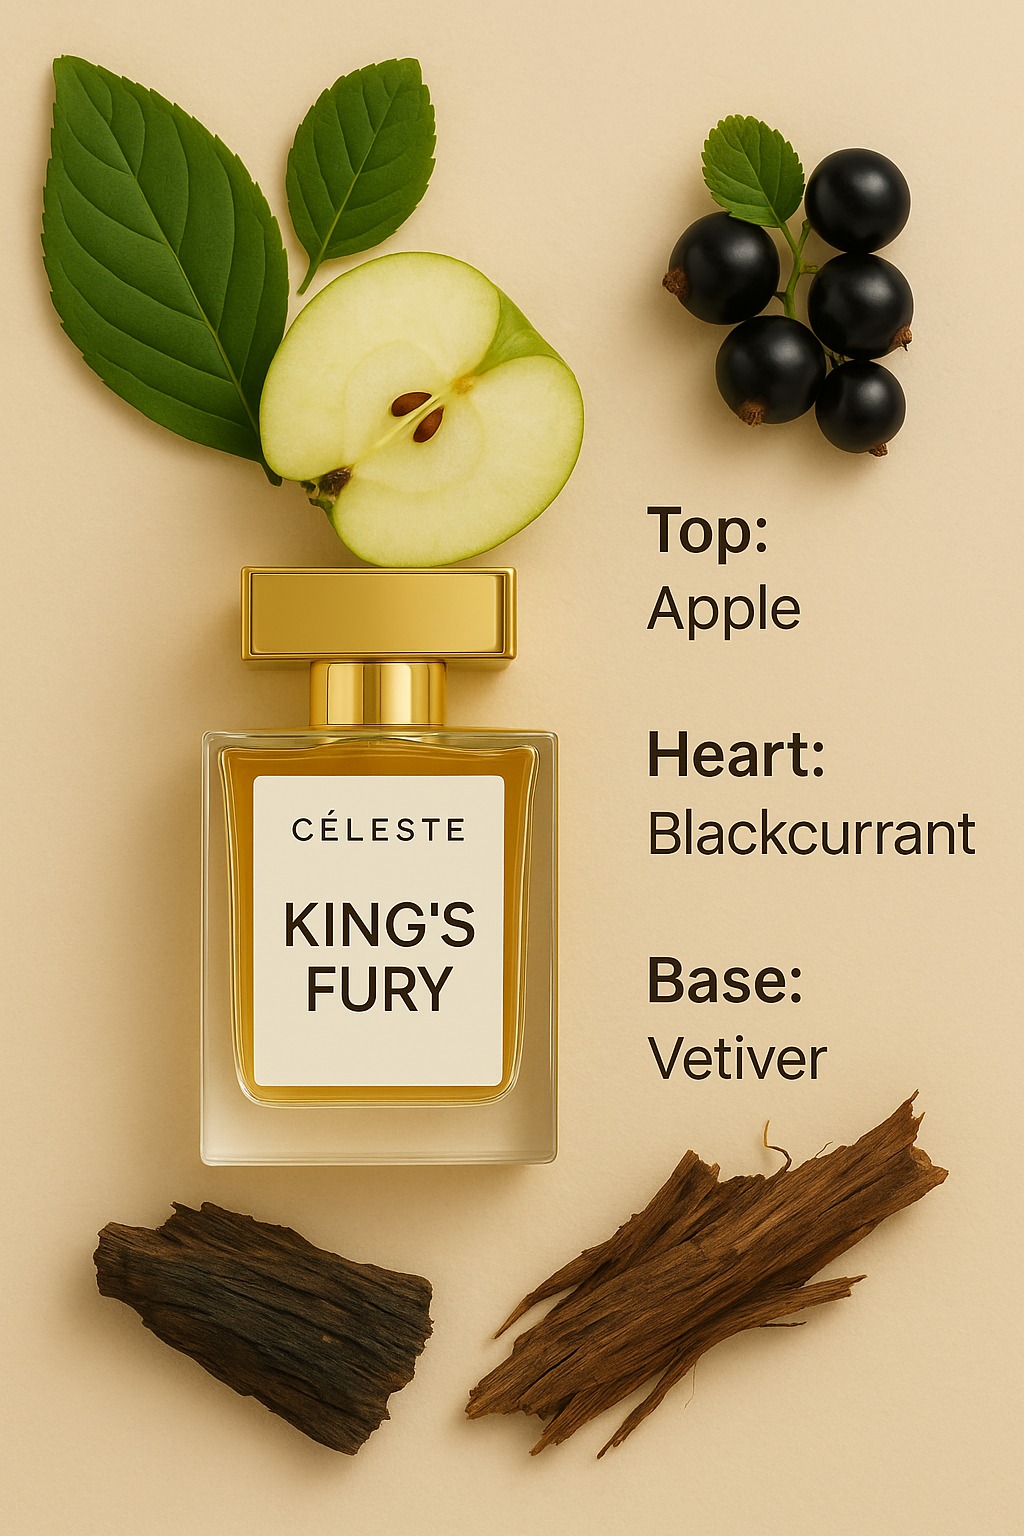 CÉLESTE
KING'S
FURY
Top:
Apple
Heart:
Blackcurrant
Base:
Vetiver